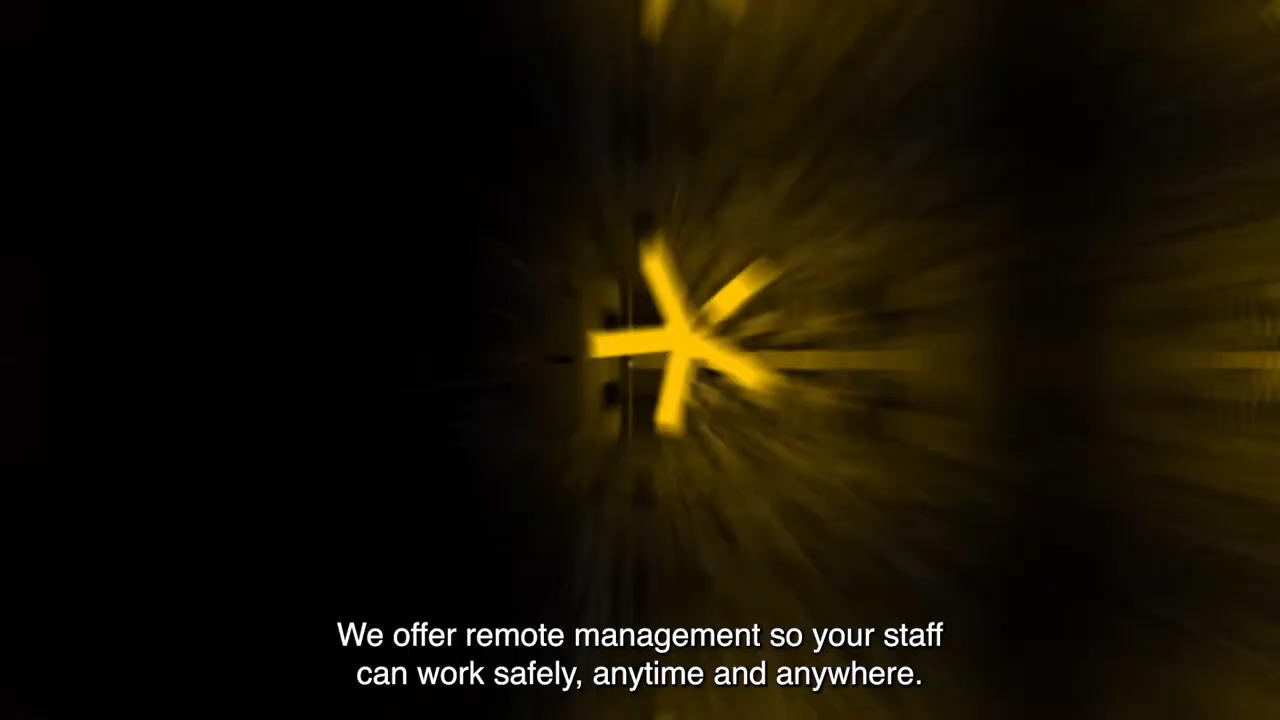 We offer remote management so your staff
can work safely, anytime and anywhere.